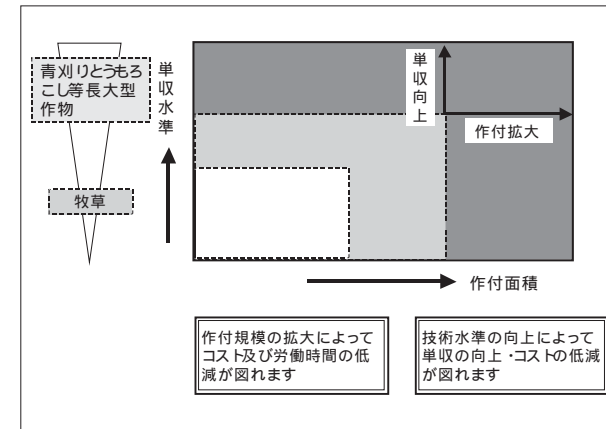 青刈りとうもろ
こし等長大型
作物
牧草
単収水準
単収向上
作付拡大
作付面積
作付規模の拡大によって
コスト及び労働時間の低
減が図れます
技術水準の向上によって
単収の向上・コストの低減
が図れます